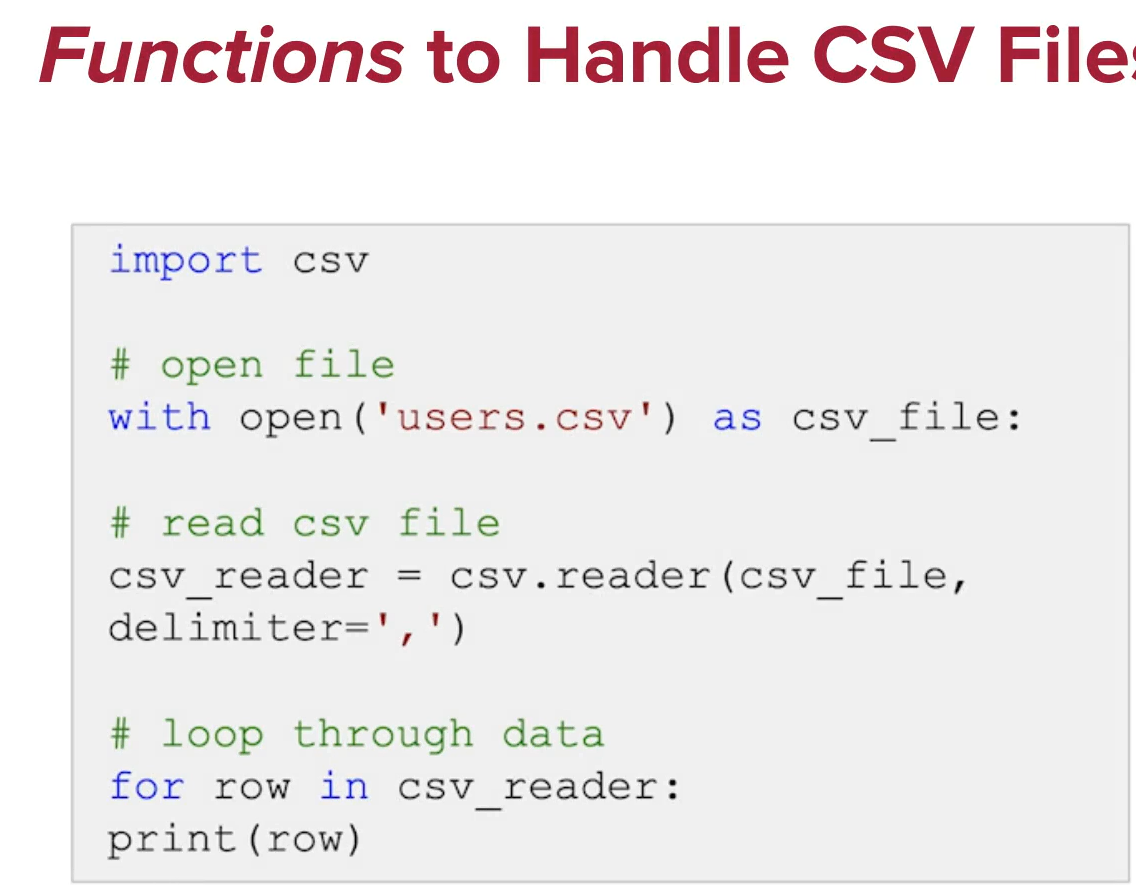 Functions to Handle CSV Files
import csv
# open file
with open('users.csv') as csv_file:
# read csv file
csv_reader = csv.reader(csv_file,
delimiter=',')
# loop through data
for row in csv_reader:
print(row)